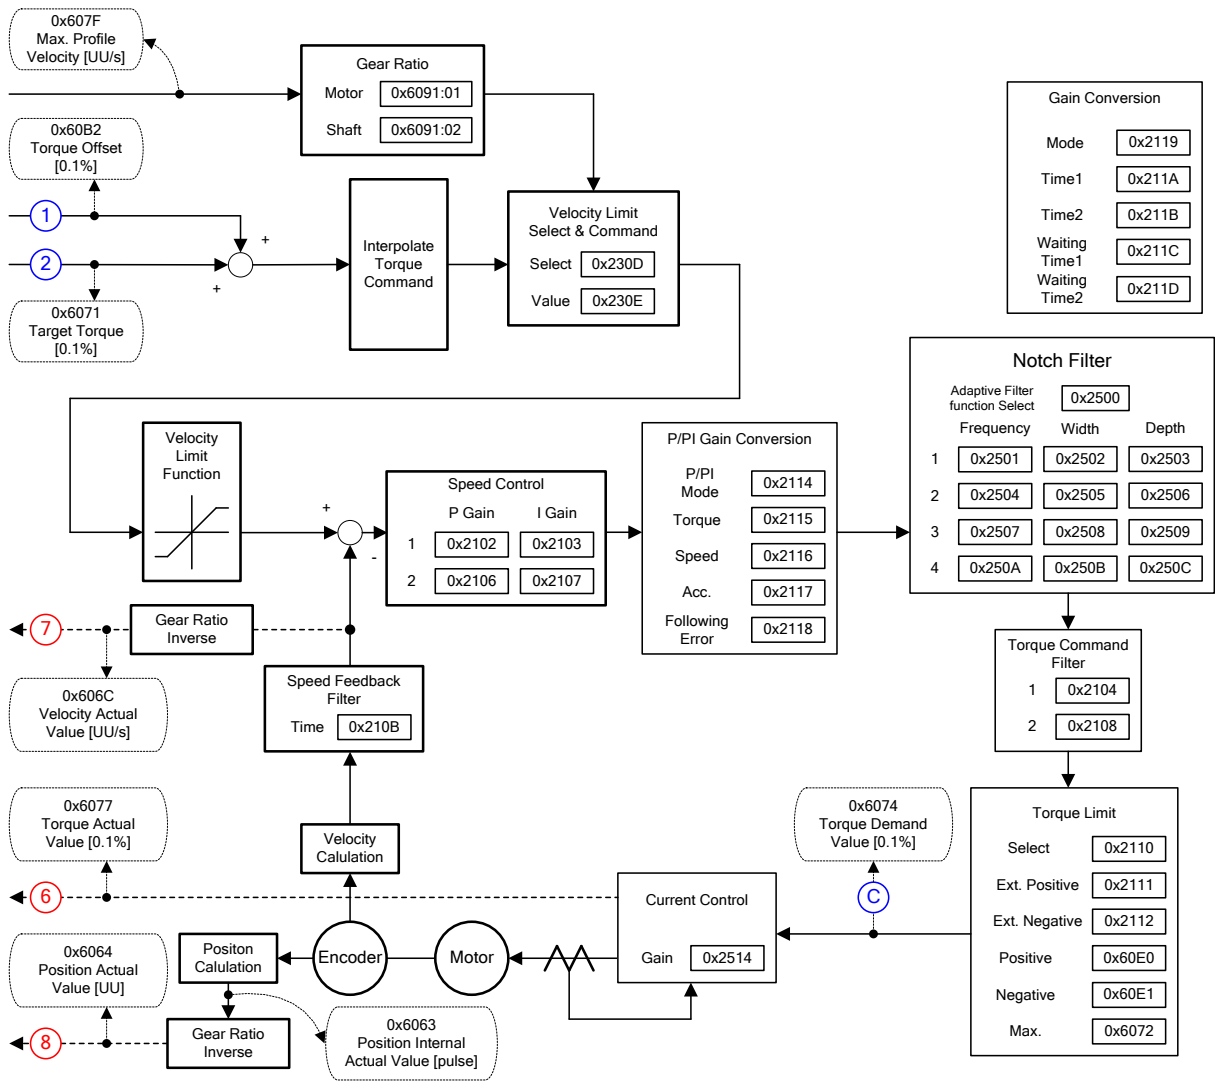 0x607F
Max. Profile
Velocity [UU/s]
Gear Ratio
Motor 0x6091:01
Shaft 0x6091:02
0x60B2
Torque Offset
[0.1%]
1
+
2
+
0x6071
Target Torque
[0.1%]
Interpolate
Torque
Command
Velocity Limit
Select & Command
Select 0x230D
Value 0x230E
Gain Conversion
Mode 0x2119
Time1 0x211A
Time2 0x211B
Waiting
Time1 0x211C
Waiting
Time2 0x211D
Notch Filter
Adaptive Filter
function Select 0x2500
Frequency Width Depth
1 0x2501 0x2502 0x2503
2 0x2504 0x2505 0x2506
3 0x2507 0x2508 0x2509
4 0x250A 0x250B 0x250C
Velocity
Limit
Function
+
-
Speed Control
P Gain I Gain
1 0x2102 0x2103
2 0x2106 0x2107
P/PI Gain Conversion
P/PI
Mode 0x2114
Torque 0x2115
Speed 0x2116
Acc. 0x2117
Following
Error 0x2118
7
Gear Ratio
Inverse
0x606C
Velocity Actual
Value [UU/s]
Speed Feedback
Filter
Time 0x210B
Torque Command
Filter
1 0x2104
2 0x2108
0x6077
Torque Actual
Value [0.1%]
Velocity
Calulation
0x6074
Torque Demand
Value [0.1%]
Torque Limit
Select 0x2110
Ext. Positive 0x2111
Ext. Negative 0x2112
Positive 0x60E0
Negative 0x60E1
Max. 0x6072
6
C
Current Control
Gain 0x2514
0x6064
Position Actual
Value [UU]
Positon
Calulation
Encoder
Motor
8
Gear Ratio
Inverse
0x6063
Position Internal
Actual Value [pulse]